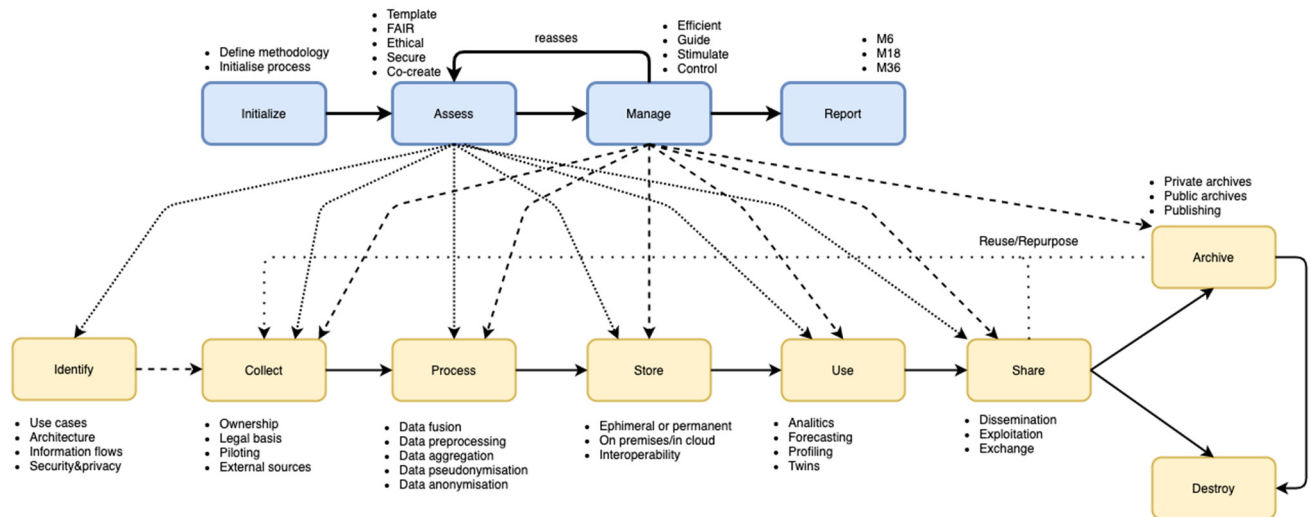 • Define methodology
• Initialise process
• Template
• FAIR
• Ethical
• Secure
• Co-create
reasses
• Efficient
• Guide
• Stimulate
• Control
• M6
• M18
• M36
Initialize
Assess
Manage
Report
• Private archives
• Public archives
• Publishing
Reuse/Repurpose
Archive
Identify
Collect
Process
Store
Use
Share
• Use cases
• Architecture
• Information flows
• Security&privacy
• Ownership
• Legal basis
• Piloting
• External sources
• Data fusion
• Data preprocessing
• Data aggregation
• Data pseudonymisation
• Data anonymisation
• Ephimeral or permanent
• On premises/in cloud
• Interoperability
• Analitics
• Forecasting
• Profiling
• Twins
• Dissemination
• Exploitation
• Exchange
Destroy